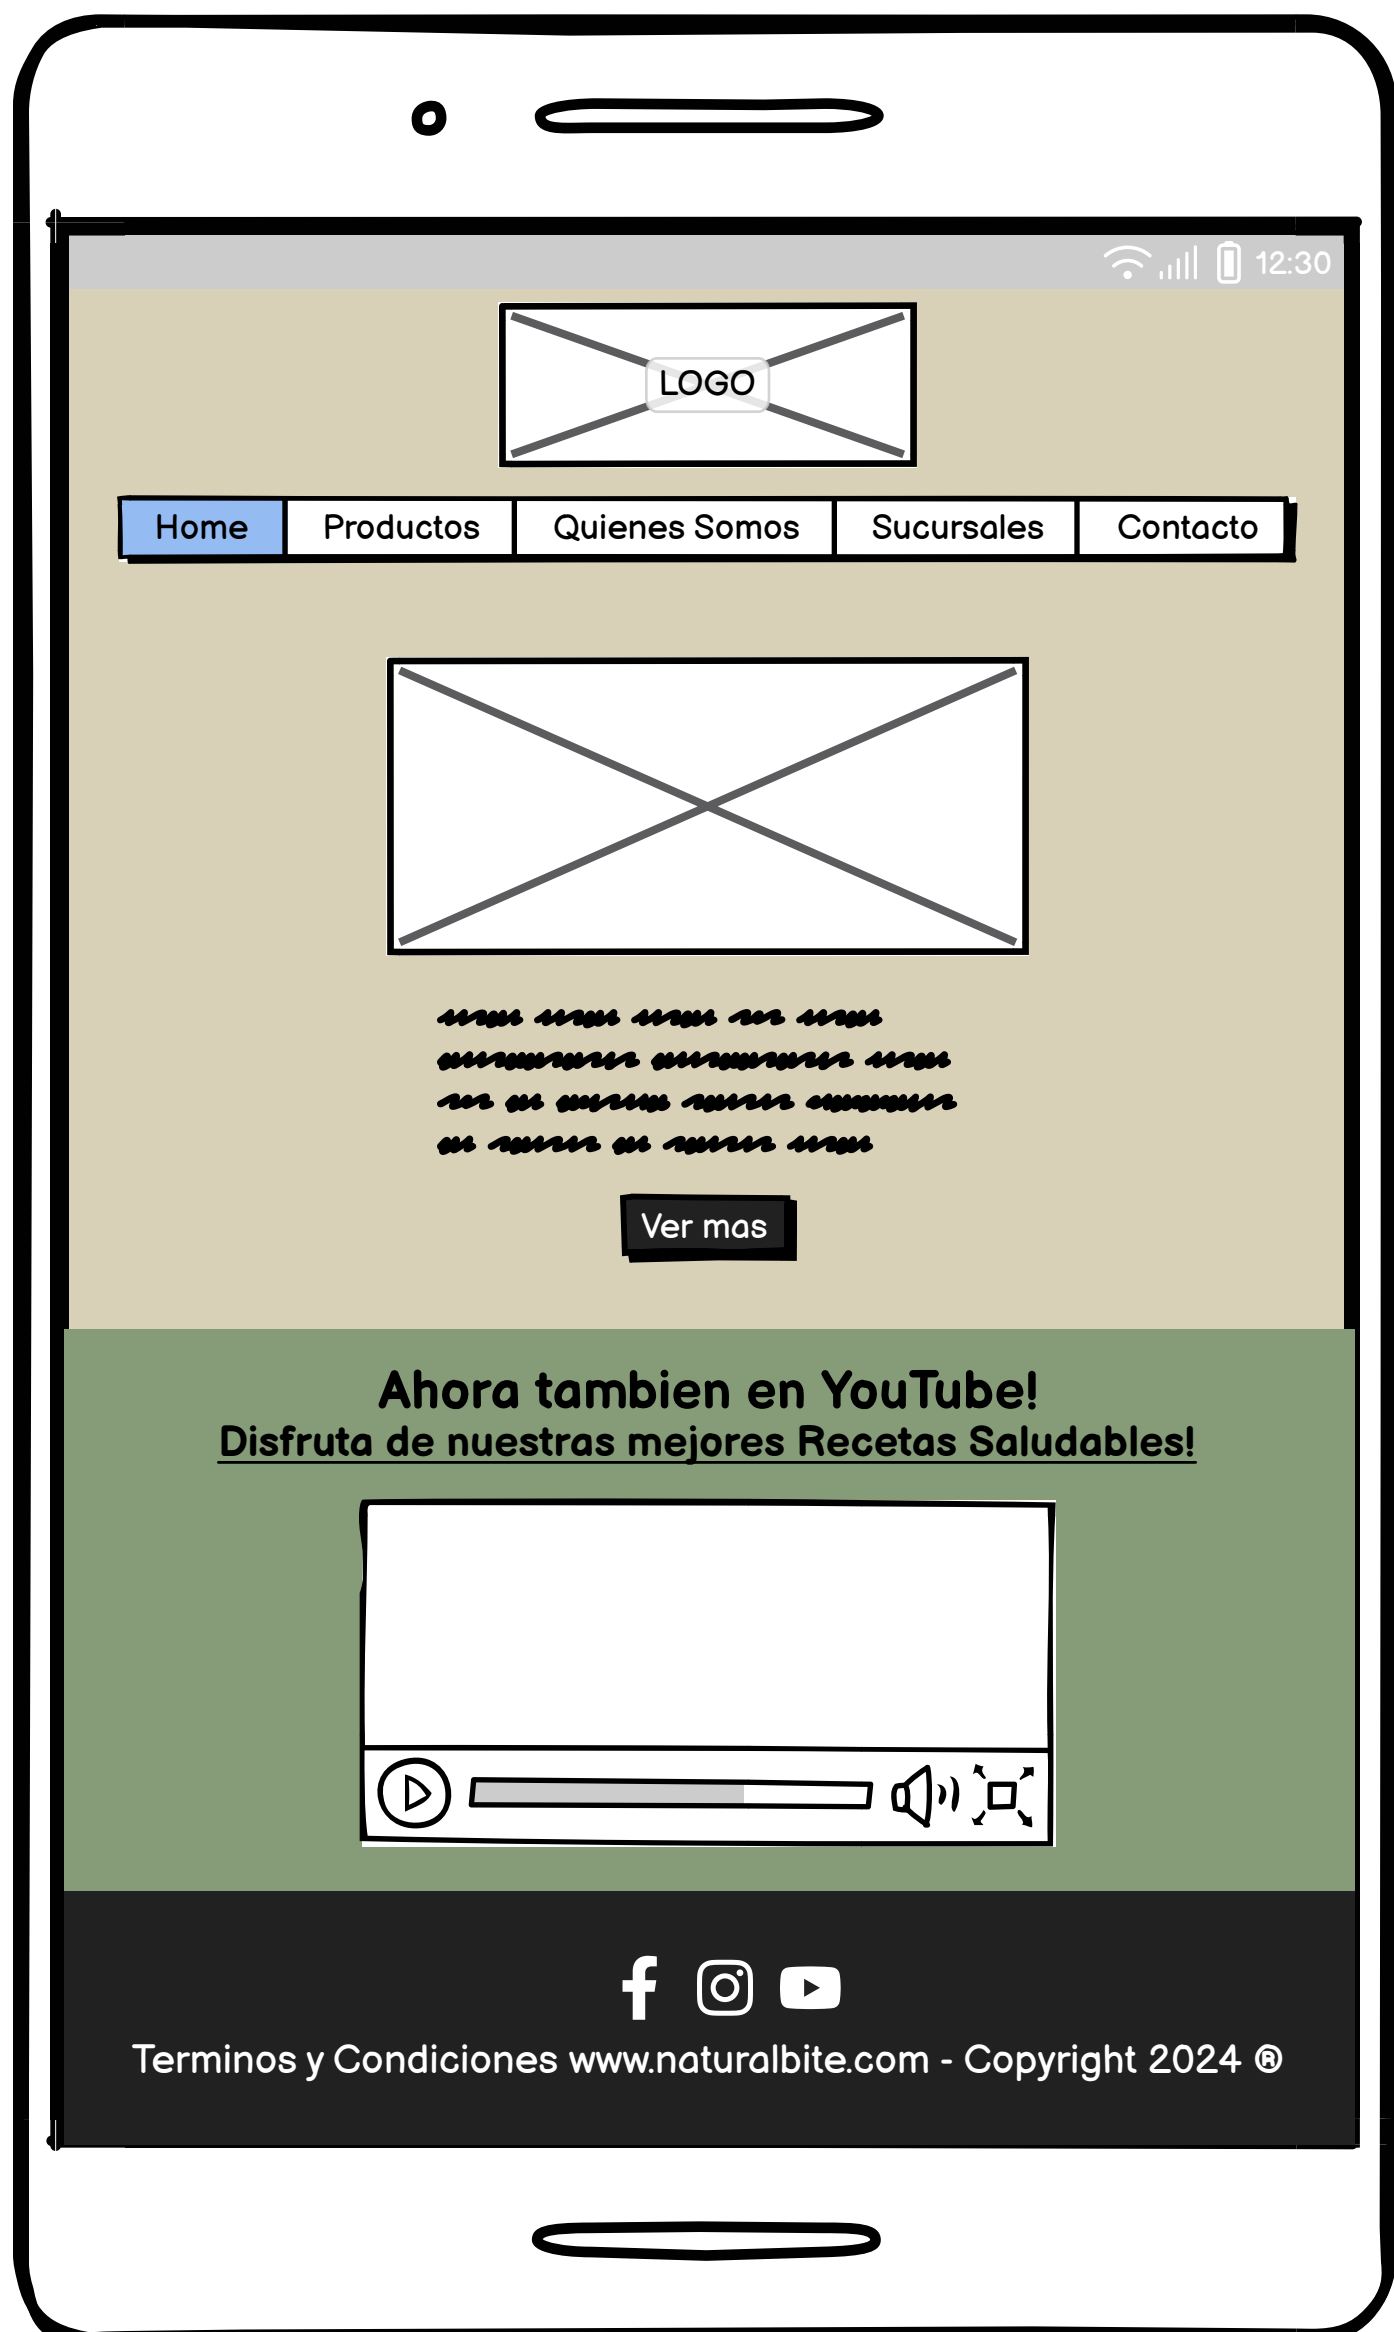 12:30
LOGO
Home Productos Quienes Somos Sucursales Contacto
Ver mas
Ahora tambien en YouTube!
Disfruta de nuestras mejores Recetas Saludables!
Terminos y Condiciones www.naturalbite.com - Copyright 2024 ®